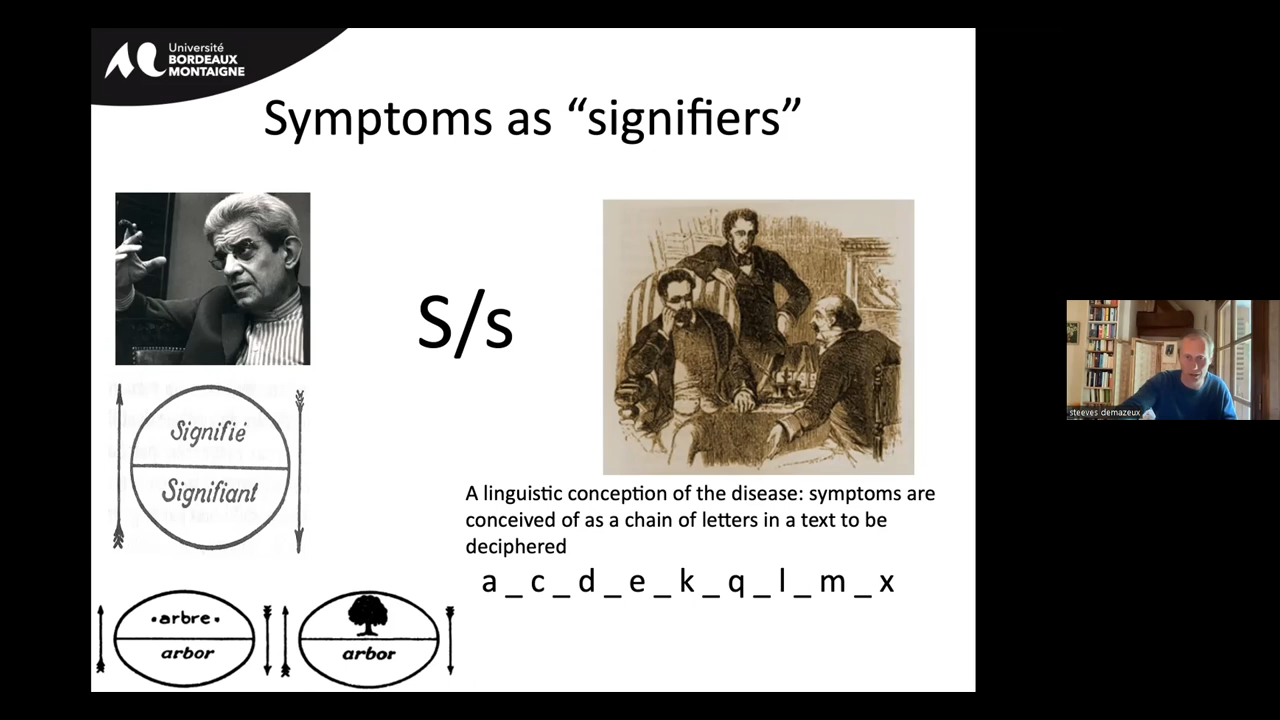 Université
BORDEAUX
MONTAIGNE
Symptoms as “signifiers”
S/s
Signifié
Signifiant
A linguistic conception of the disease: symptoms are
conceived of as a chain of letters in a text to be
deciphered
a _ c _ d _ e _ k _ q _ l _ m _ x
•arbre•
arbor
arbor
steeves demazeux